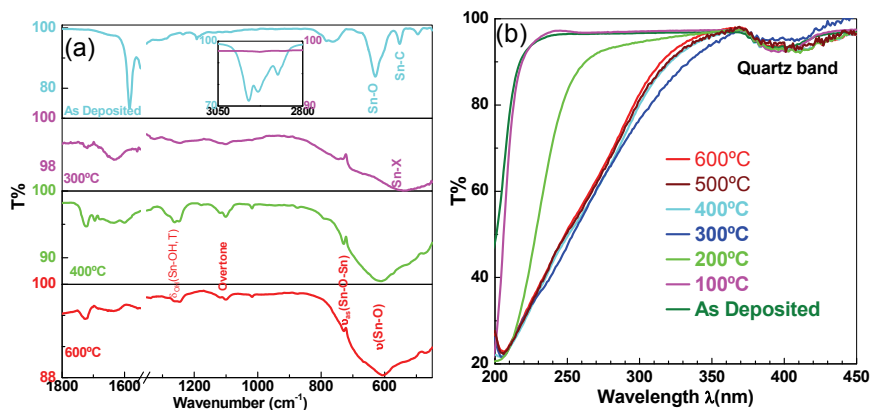 (a)
100
80
As Deposited
100
90
70
3050
2800
Sn-O
Sn-C
100
98
300ºC
Sn-X
100
90
400ºC
δOH(Sn-OH,T)
Overtone
υas(Sn-O-Sn)
υ(Sn-O)
100
88
600ºC
T%
1800
1600
1200
1000
800
600
Wavenumber (cm-1)
(b)
Quartz band
600ºC
500ºC
400ºC
300ºC
200ºC
100ºC
As Deposited
T%
100
80
60
40
20
200
250
300
350
400
450
Wavelength λ(nm)